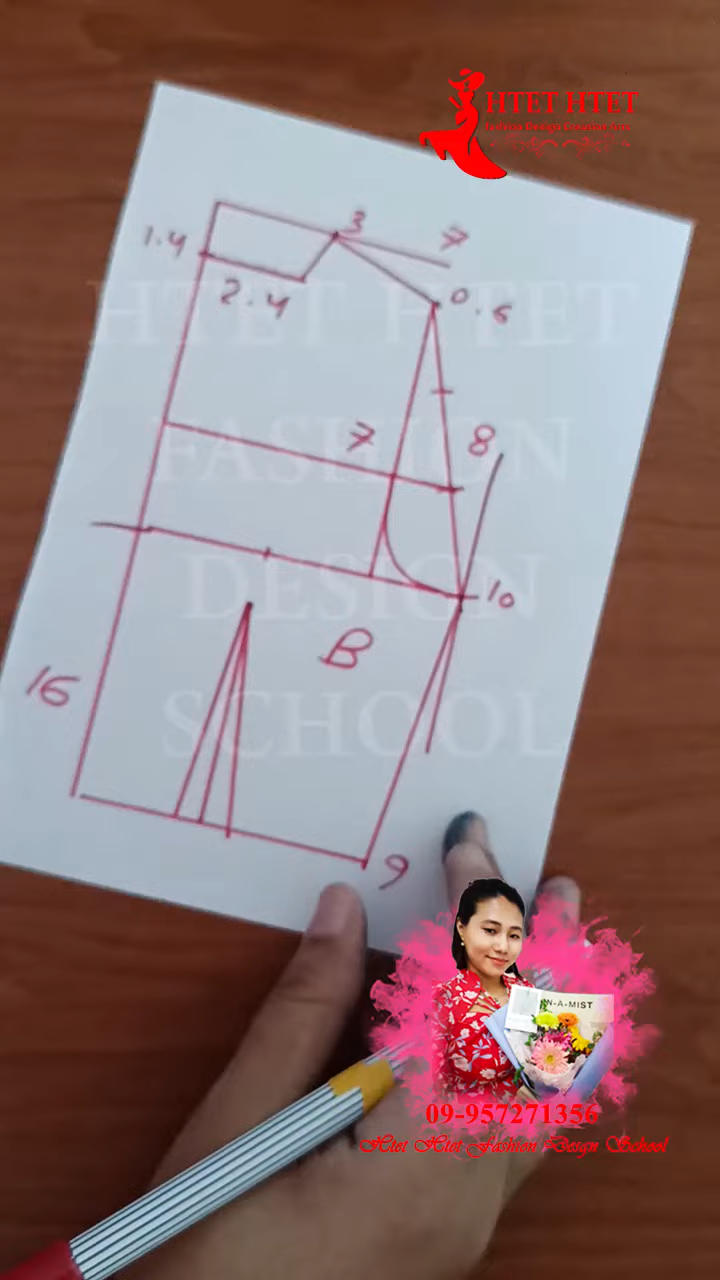 HTET HTET
Fashion Design Creation Arts
3
1.4
7
2.4
0.6
HTET HTET
7
8
FASHION
DESIGN
10
B
16
SCHOOL
9
N-A-MIST
09-957271356
Htet Htet Fashion Design School